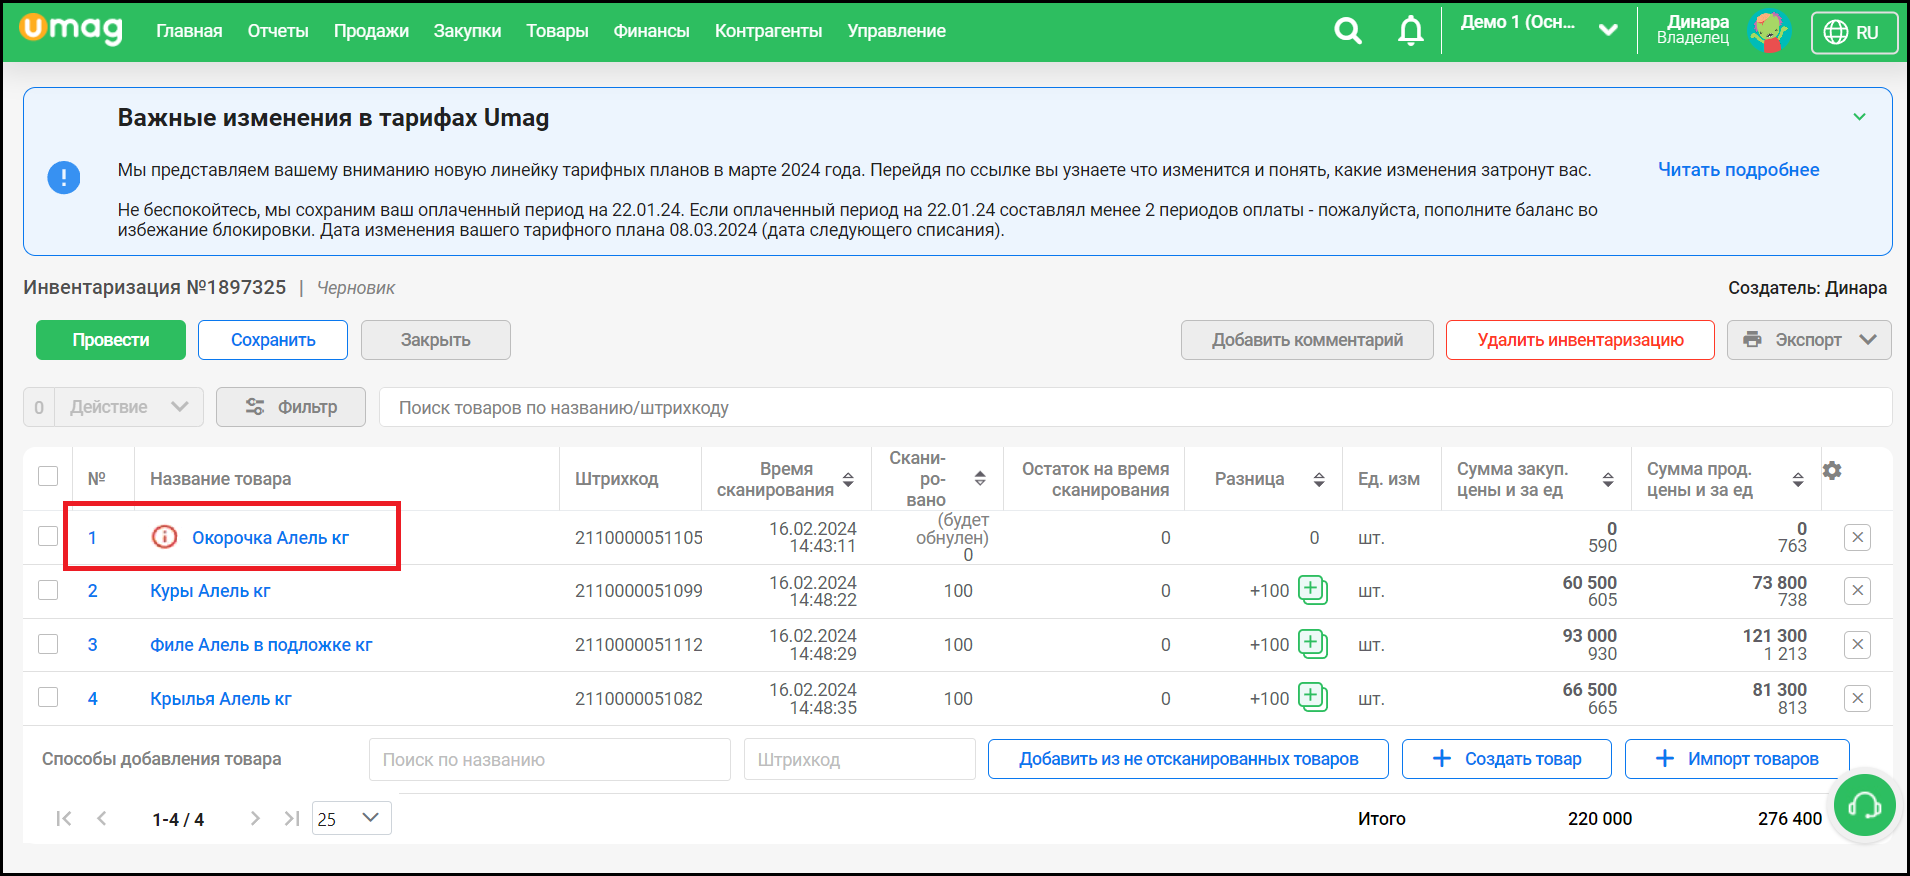 Umag Главная Отчеты Продажи Закупки Товары Финансы Контрагенты Управление Демо 1 (Осн... Динара RU
Владелец
Важные изменения в тарифах Umag
Мы представляем вашему вниманию новую линейку тарифных планов в марте 2024 года. Перейдя по ссылке вы узнаете что изменится и понять, какие изменения затронут вас. Читать подробнее
Не беспокойтесь, мы сохраним ваш оплаченный период на 22.01.24. Если оплаченный период на 22.01.24 составлял менее 2 периодов оплаты - пожалуйста, пополните баланс во
избежание блокировки. Дата изменения вашего тарифного плана 08.03.2024 (дата следующего списания).
Инвентаризация №1897325 | Черновик Создатель: Динара
Провести Сохранить Закрыть Добавить комментарий Удалить инвентаризацию Экспорт
0 Действие Фильтр Поиск товаров по названию/штрихкоду
№ Название товара Штрихкод Время сканирования Скани-ро-вано Остаток на время сканирования Разница Ед. изм Сумма закуп. цены и за ед Сумма прод. цены и за ед
1 Окорочка Алель кг 2110000051105 16.02.2024 14:43:11 (будет обнулен) 0 0 0 шт. 0 590 0 763
2 Куры Алель кг 2110000051099 16.02.2024 14:48:22 100 0 +100 шт. 60 500 605 73 800 738
3 Филе Алель в подложке кг 2110000051112 16.02.2024 14:48:29 100 0 +100 шт. 93 000 930 121 300 1 213
4 Крылья Алель кг 2110000051082 16.02.2024 14:48:35 100 0 +100 шт. 66 500 665 81 300 813
Способы добавления товара Поиск по названию Штрихкод Добавить из не отсканированных товаров + Создать товар + Импорт товаров
1-4 / 4 25 Итого 220 000 276 400